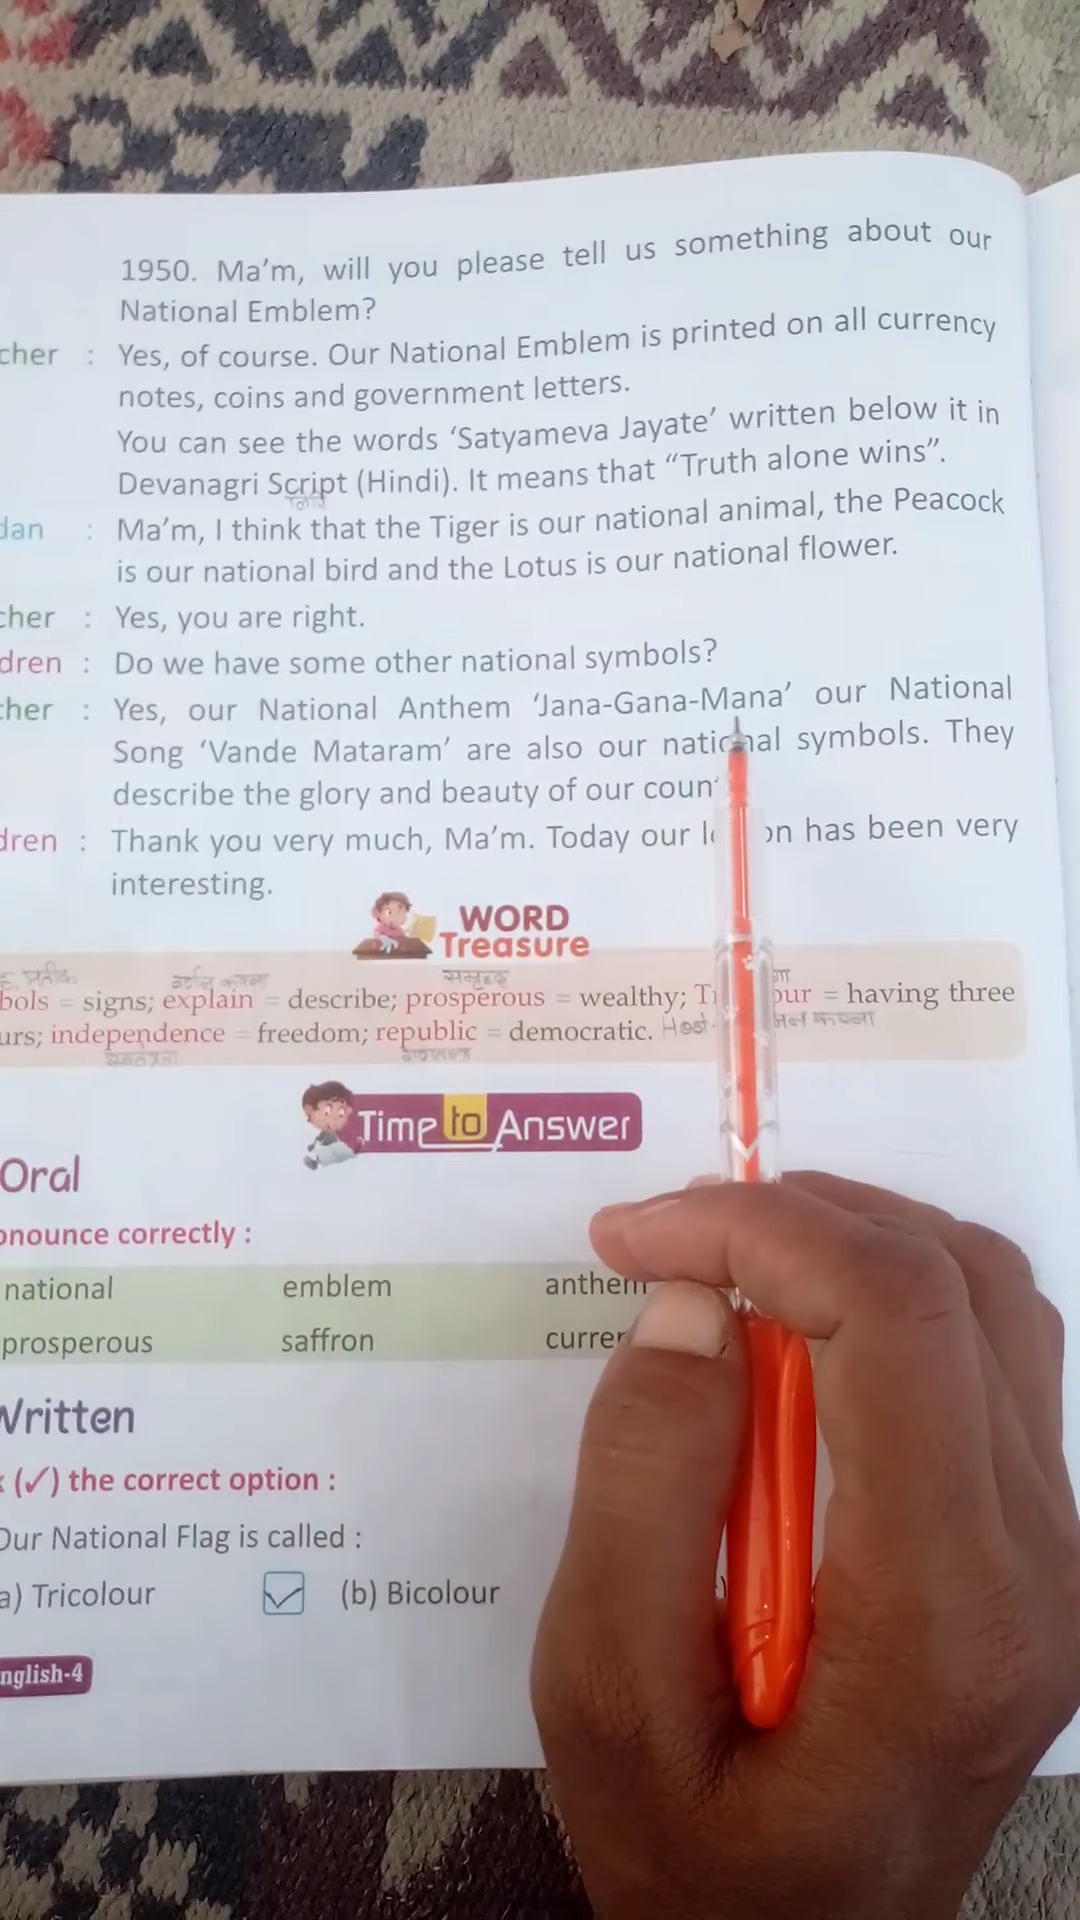 1950. Ma'm, will you please tell us something about our
National Emblem?
cher : Yes, of course. Our National Emblem is printed on all currency
notes, coins and government letters.
You can see the words 'Satyameva Jayate' written below it in
Devanagri Script (Hindi). It means that "Truth alone wins".
dan : Ma'm, I think that the Tiger is our national animal, the Peacock
is our national bird and the Lotus is our national flower.
cher : Yes, you are right.
dren : Do we have some other national symbols?
cher : Yes, our National Anthem 'Jana-Gana-Mana' our National
Song 'Vande Mataram' are also our national symbols. They
describe the glory and beauty of our coun
dren : Thank you very much, Ma'm. Today our l on has been very
interesting.
WORD
Treasure
प्रतीक
bols = signs; explain = describe; prosperous = wealthy; T our = having three
urs; independence = freedom; republic = democratic.
Time to Answer
Oral
onounce correctly :
national emblem anthem
prosperous saffron curren
Written
(✓) the correct option :
Our National Flag is called :
a) Tricolour ✓ (b) Bicolour
nglish-4